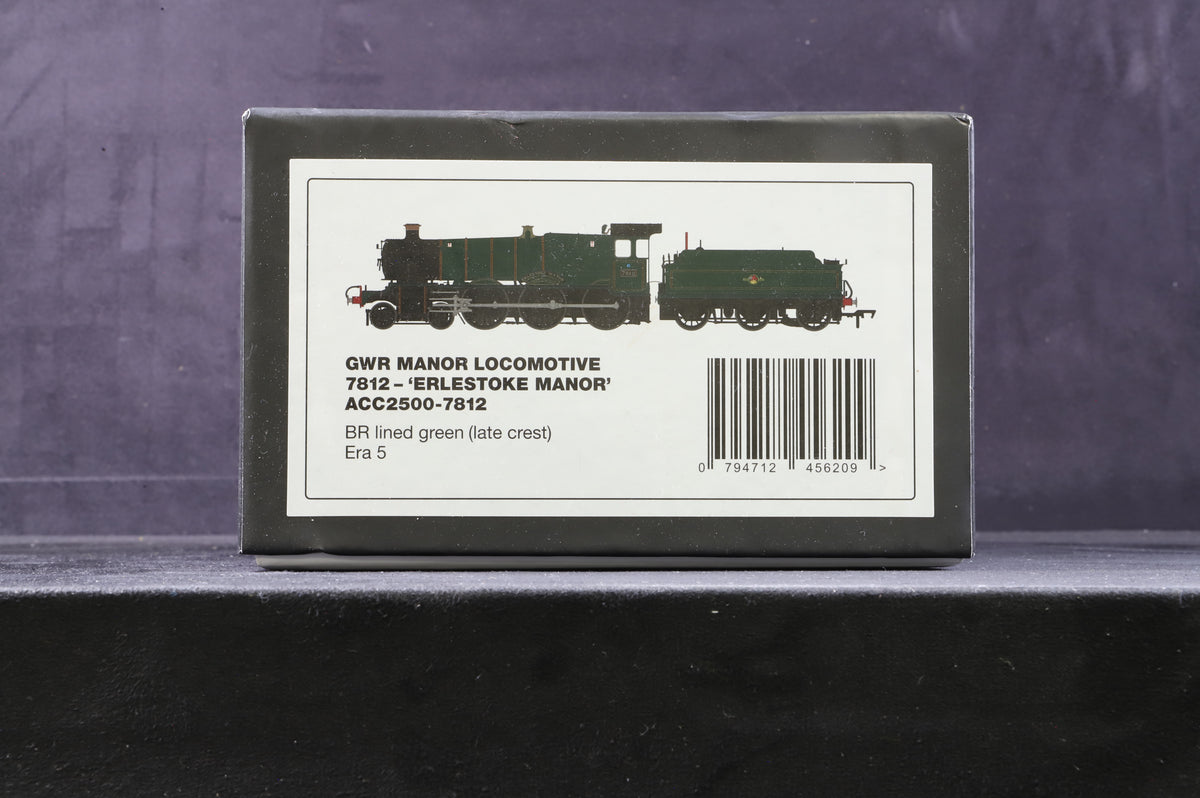 GWR MANOR LOCOMOTIVE
7812 – ‘ERLESTOKE MANOR’
ACC2500-7812
BR lined green (late crest)
Era 5
0 794712 456209 >